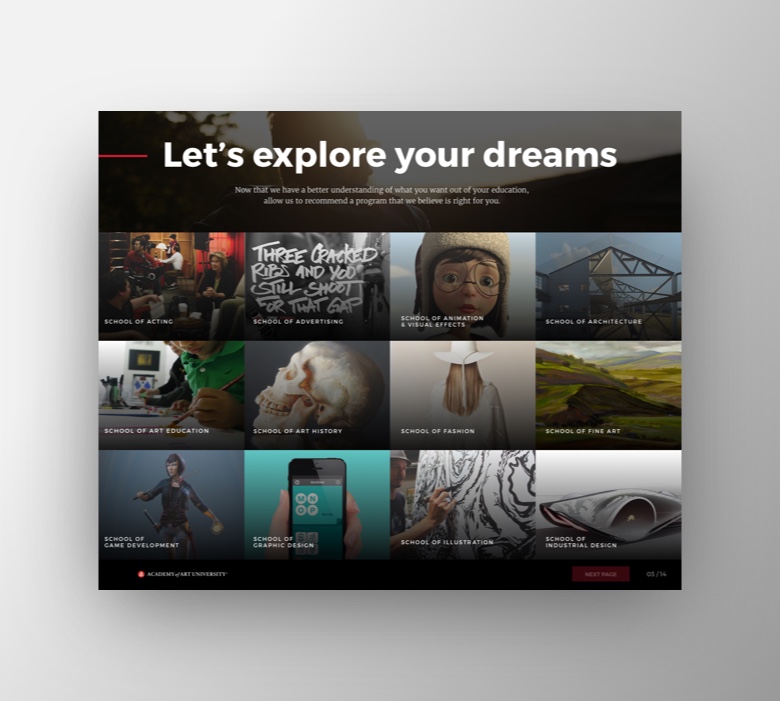 Let's explore your dreams
Now that we have a better understanding of what you want out of your education,
allow us to recommend a program that we believe is right for you.
SCHOOL OF ACTING
THREE CRACKED
RIBS AND YOU
STILL SHOOT
FOR THAT GAP
SCHOOL OF ADVERTISING
SCHOOL OF ANIMATION
& VISUAL EFFECTS
SCHOOL OF ARCHITECTURE
SCHOOL OF ART EDUCATION
SCHOOL OF ART HISTORY
SCHOOL OF FASHION
SCHOOL OF FINE ART
SCHOOL OF
GAME DEVELOPMENT
M N
O P
SCHOOL OF
GRAPHIC DESIGN
SCHOOL OF ILLUSTRATION
SCHOOL OF
INDUSTRIAL DESIGN
ACADEMY of ART UNIVERSITY
NEXT PAGE
03 / 14